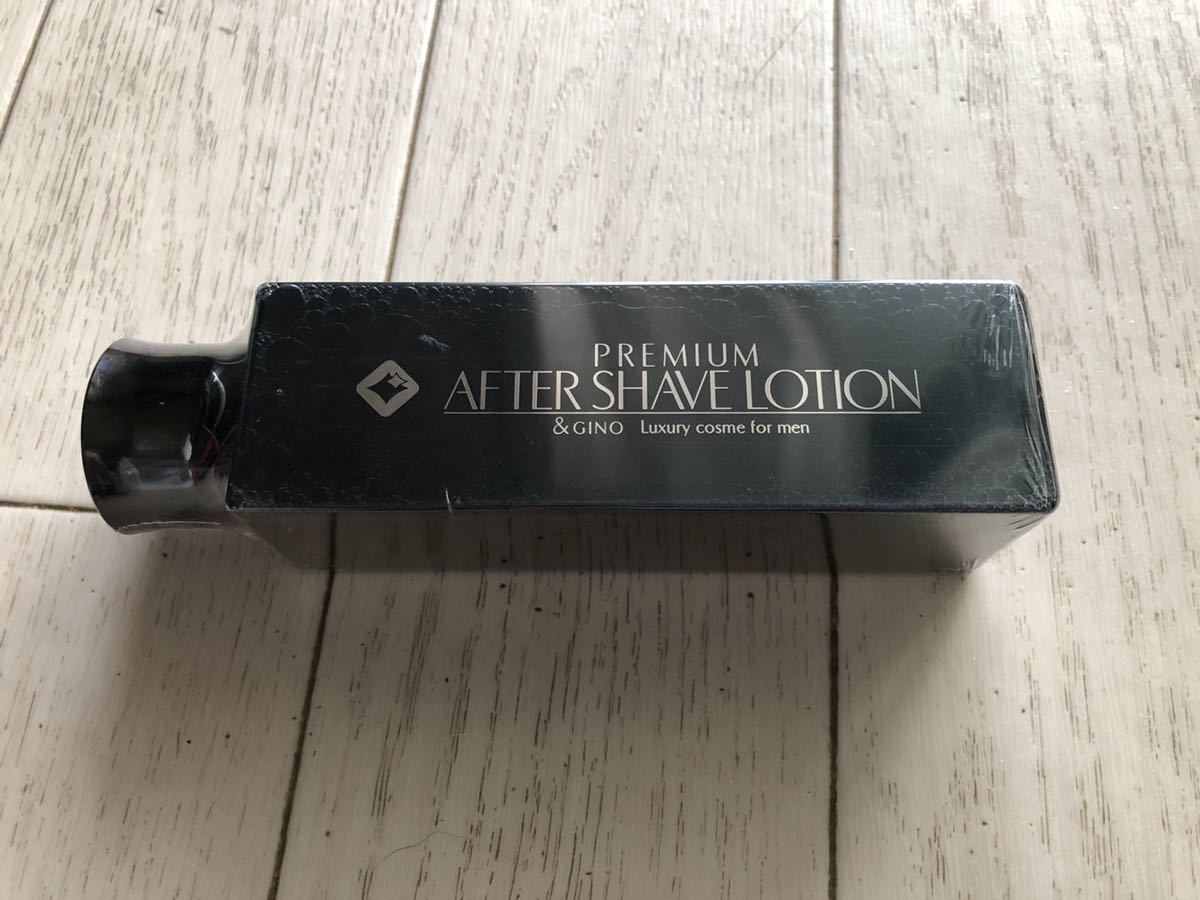 PREMIUM
AFTER SHAVE LOTION
&GINO Luxury cosme for men